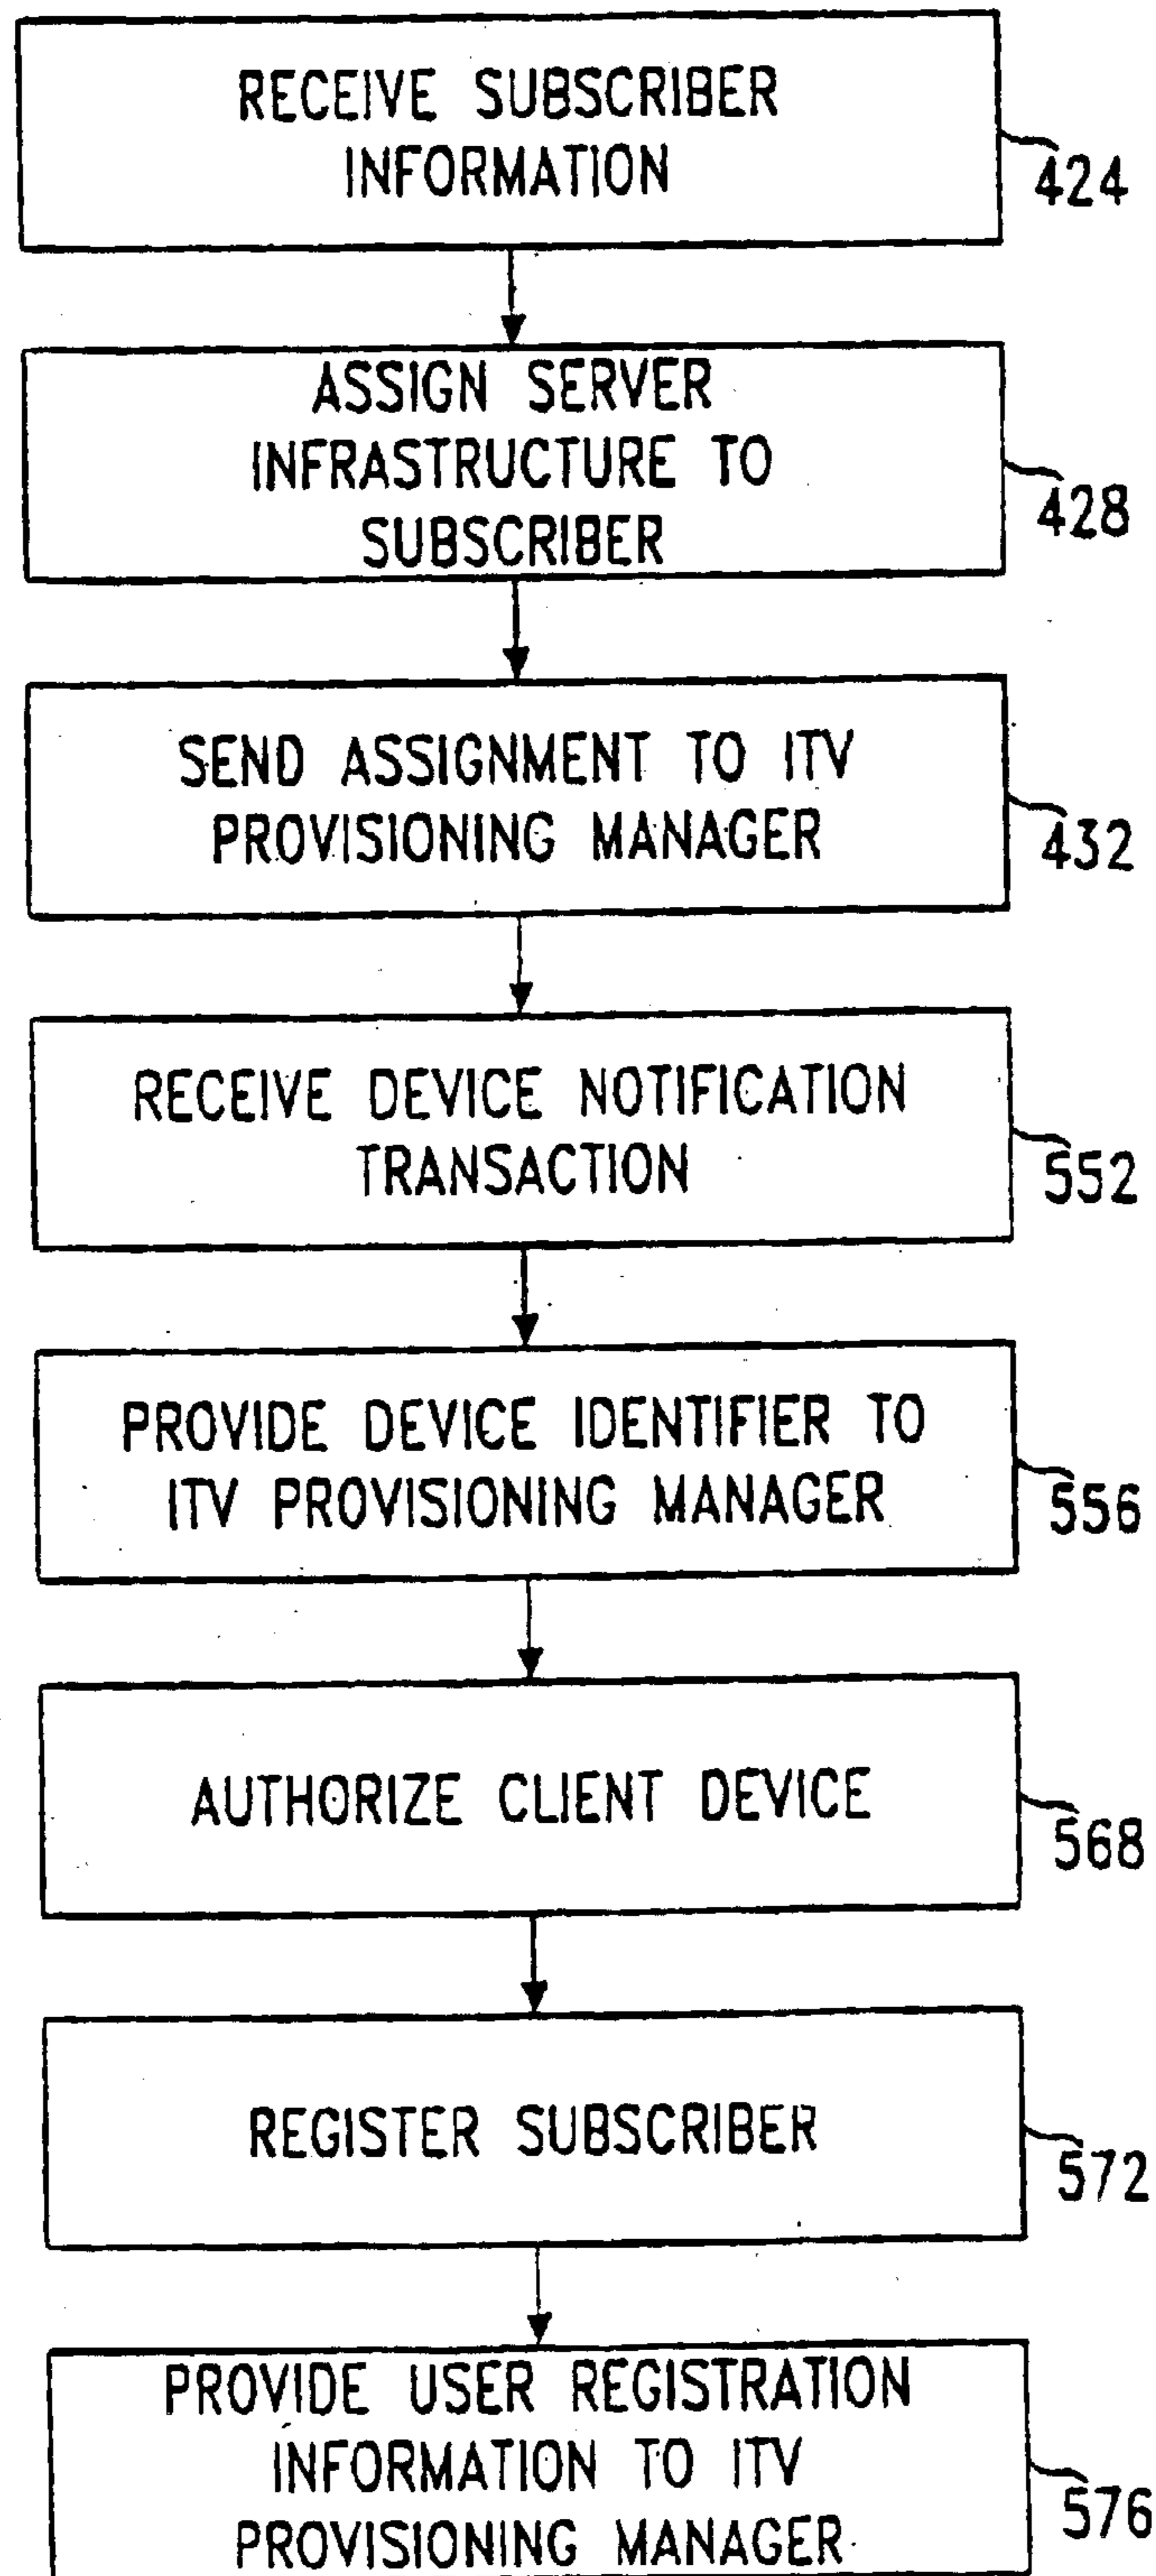 RECEIVE SUBSCRIBER
INFORMATION
424
ASSIGN SERVER
INFRASTRUCTURE TO
SUBSCRIBER
428
SEND ASSIGNMENT TO ITV
PROVISIONING MANAGER
432
RECEIVE DEVICE NOTIFICATION
TRANSACTION
552
PROVIDE DEVICE IDENTIFIER TO
ITV PROVISIONING MANAGER
556
AUTHORIZE CLIENT DEVICE
568
REGISTER SUBSCRIBER
572
PROVIDE USER REGISTRATION
INFORMATION TO ITV
PROVISIONING MANAGER
576